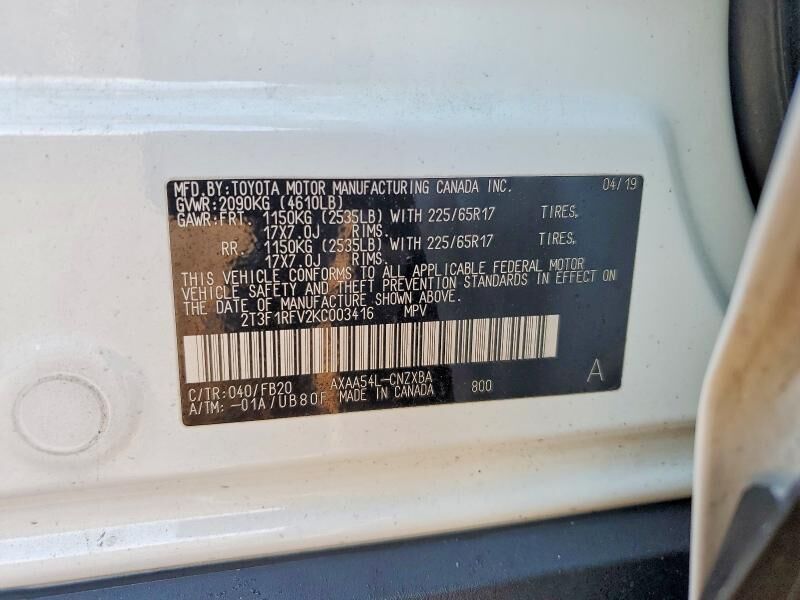 MFD.BY:TOYOTA MOTOR MANUFACTURING CANADA INC. 04/19
GVWR:2090KG (4610LB)
GAWR:FRT. 1150KG (2535LB) WITH 225/65R17 TIRES,
17X7.0J RIMS.
RR. 1150KG (2535LB) WITH 225/65R17 TIRES,
17X7.0J RIMS.
THIS VEHICLE CONFORMS TO ALL APPLICABLE FEDERAL MOTOR
VEHICLE SAFETY AND THEFT PREVENTION STANDARDS IN EFFECT ON
THE DATE OF MANUFACTURE SHOWN ABOVE.
2T3F1RFV2KC003416 MPV
C/TR:040/FB20 AXAA54L-CNZXBA 800 A
A/TM:-01A/UB80F MADE IN CANADA